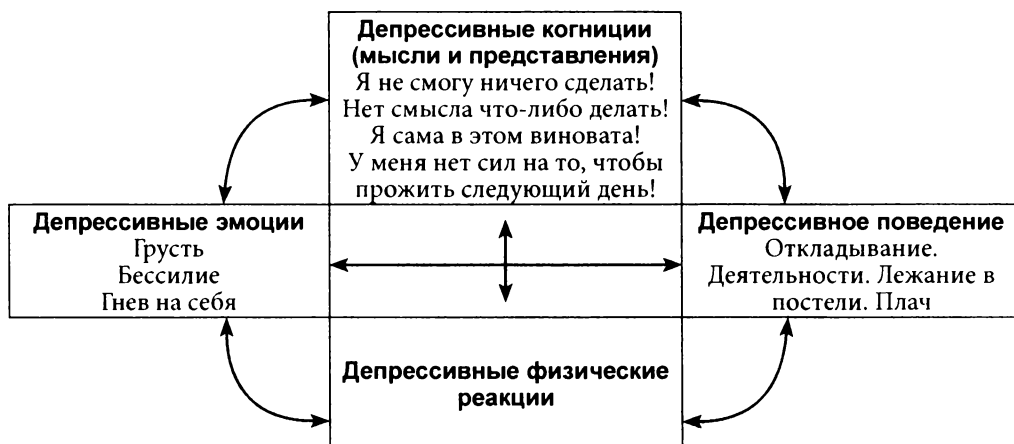 Депрессивные когниции
(мысли и представления)
Я не смогу ничего сделать!
Нет смысла что-либо делать!
Я сама в этом виновата!
У меня нет сил на то, чтобы
прожить следующий день!
Депрессивные эмоции
Грусть
Бессилие
Гнев на себя
Депрессивное поведение
Откладывание.
Деятельности. Лежание в
постели. Плач
Депрессивные физические
реакции